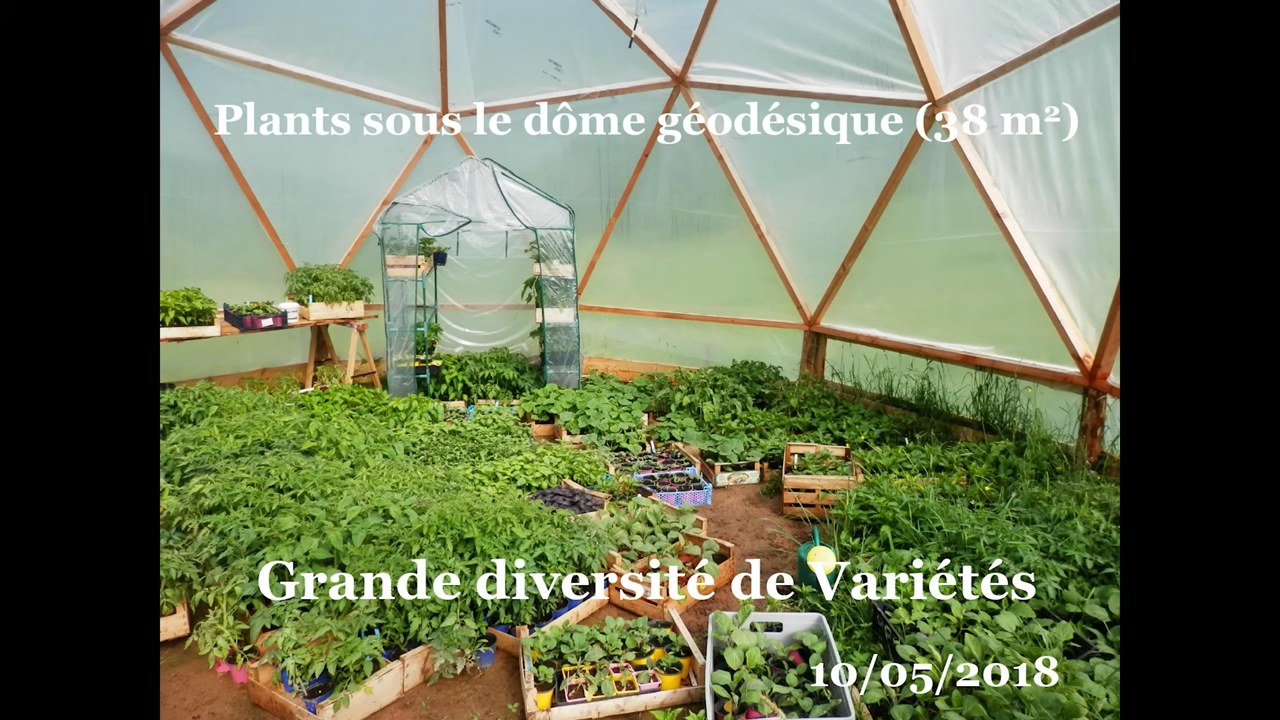 Plants sous le dôme géodésique (38 m²)
Grande diversité de Variétés
10/05/2018